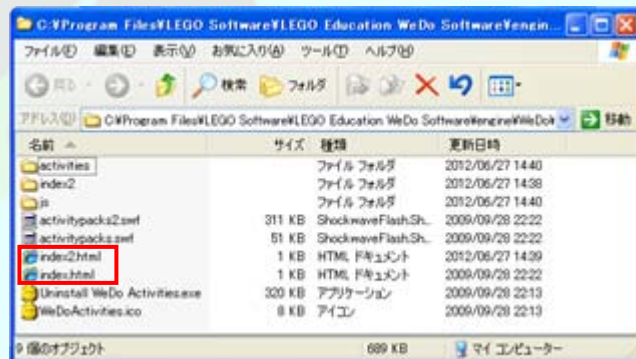 C:¥Program Files¥LEGO Software¥LEGO Education WeDo Software¥engin...
ファイル(F) 編集(E) 表示(V) お気に入り(A) ツール(T) ヘルプ(H)
戻る 検索 フォルダ
アドレス(D) C:¥Program Files¥LEGO Software¥LEGO Education WeDo Software¥engine¥WeDo¥ 移動
名前 サイズ 種類 更新日時
activities ファイル フォルダ 2012/06/27 14:40
index2 ファイル フォルダ 2012/06/27 14:38
js ファイル フォルダ 2012/06/27 14:40
activitypacks2.swf 311 KB ShockwaveFlash.Sh... 2009/09/28 22:22
activitypacks.swf 51 KB ShockwaveFlash.Sh... 2009/09/28 22:22
index2.html 1 KB HTML ドキュメント 2012/06/27 14:39
index.html 1 KB HTML ドキュメント 2009/09/28 22:22
Uninstall WeDo Activities.exe 320 KB アプリケーション 2009/09/28 22:13
WeDoActivities.ico 8 KB アイコン 2009/09/28 22:13
9 個のオブジェクト 689 KB マイ コンピューター